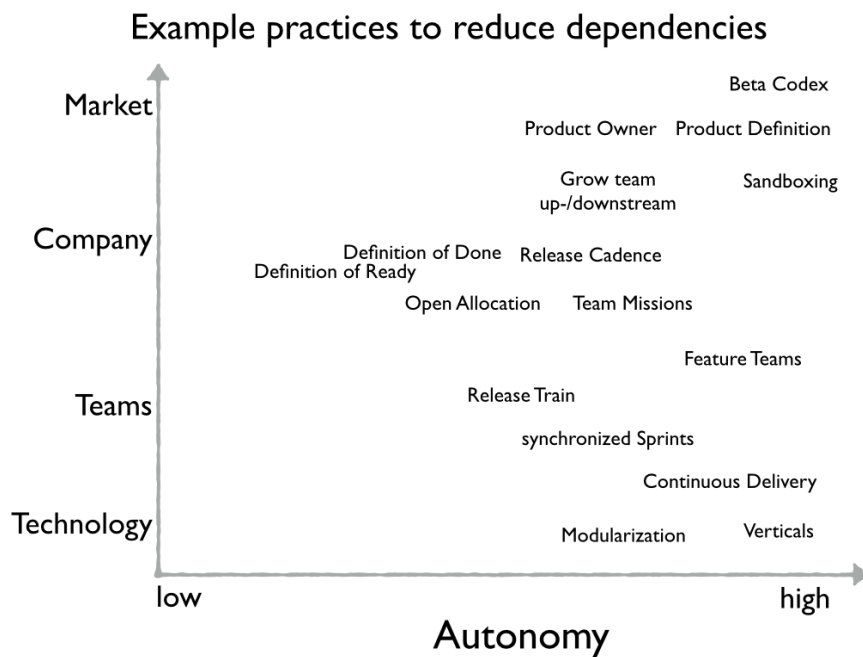 Example practices to reduce dependencies
Market
Beta Codex
Product Owner
Product Definition
Grow team
up-/downstream
Sandboxing
Company
Definition of Done
Release Cadence
Definition of Ready
Open Allocation
Team Missions
Feature Teams
Teams
Release Train
synchronized Sprints
Continuous Delivery
Technology
Modularization
Verticals
low
high
Autonomy